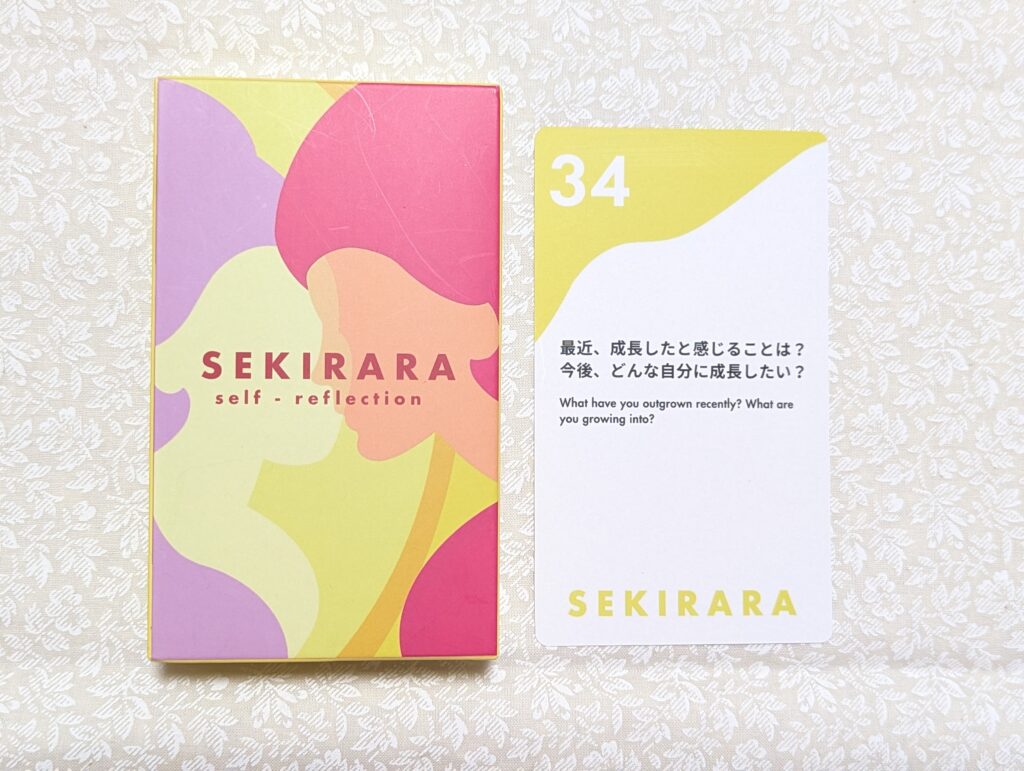 SEKIRARA
self - reflection
34
最近、成長したと感じることは？
今後、どんな自分に成長したい？
What have you outgrown recently? What are
you growing into?
SEKIRARA